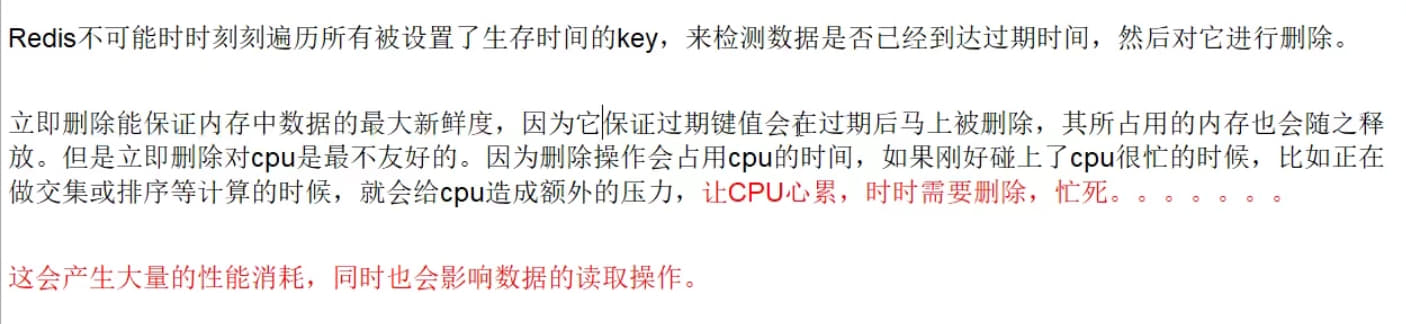 Redis不可能时时刻刻遍历所有被设置了生存时间的key，来检测数据是否已经到达过期时间，然后对它进行删除。
立即删除能保证内存中数据的最大新鲜度，因为它保证过期键值会在过期后马上被删除，其所占用的内存也会随之释
放。但是立即删除对cpu是最不友好的。因为删除操作会占用cpu的时间，如果刚好碰上了cpu很忙的时候，比如正在
做交集或排序等计算的时候，就会给cpu造成额外的压力，让CPU心累，时时需要删除，忙死。。。。。。。
这会产生大量的性能消耗，同时也会影响数据的读取操作。